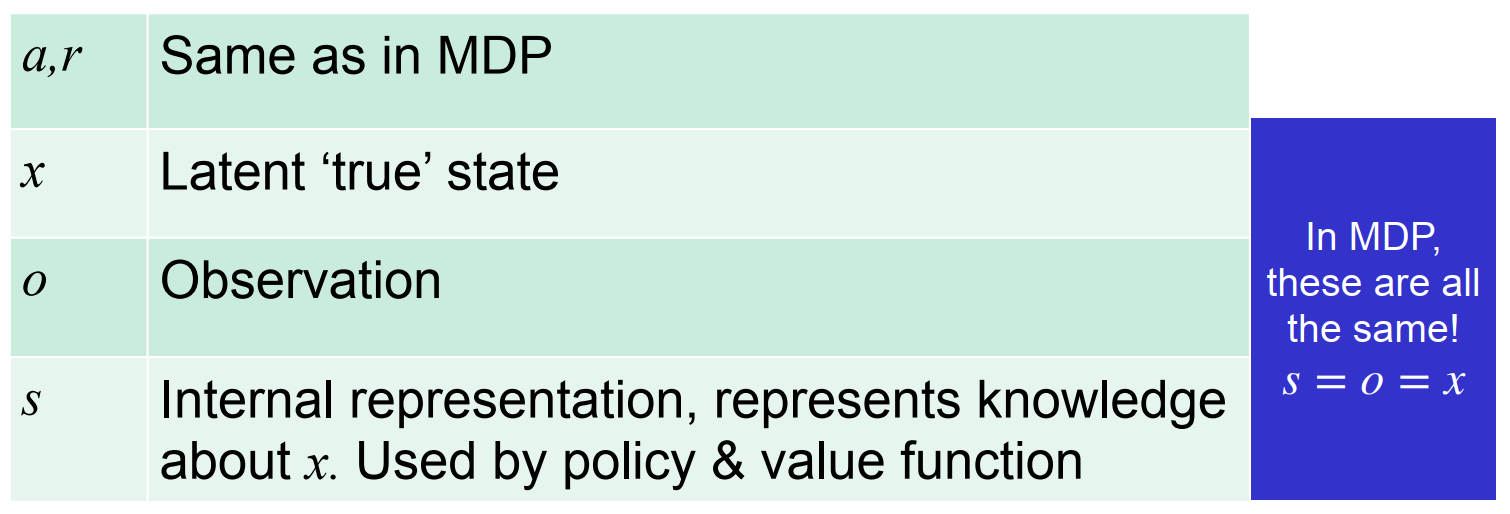 a,r
Same as in MDP
x
Latent ‘true’ state
o
Observation
s
Internal representation, represents knowledge
about x. Used by policy & value function
In MDP,
these are all
the same!
s = o = x